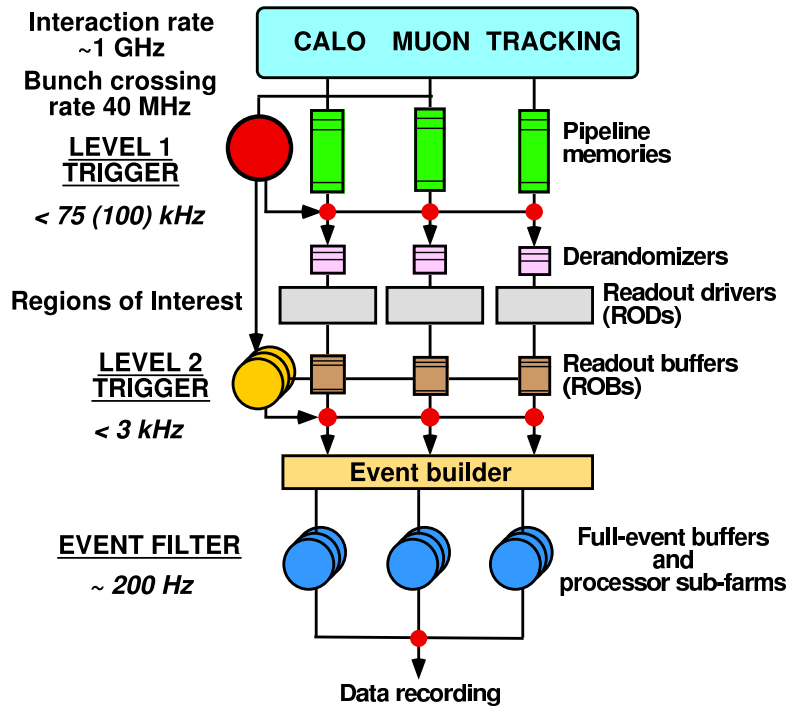 Interaction rate
~1 GHz
CALO MUON TRACKING
Bunch crossing
rate 40 MHz
LEVEL 1
TRIGGER
< 75 (100) kHz
Pipeline
memories
Derandomizers
Regions of Interest
Readout drivers
(RODs)
LEVEL 2
TRIGGER
< 3 kHz
Readout buffers
(ROBs)
Event builder
EVENT FILTER
~ 200 Hz
Full-event buffers
and
processor sub-farms
Data recording